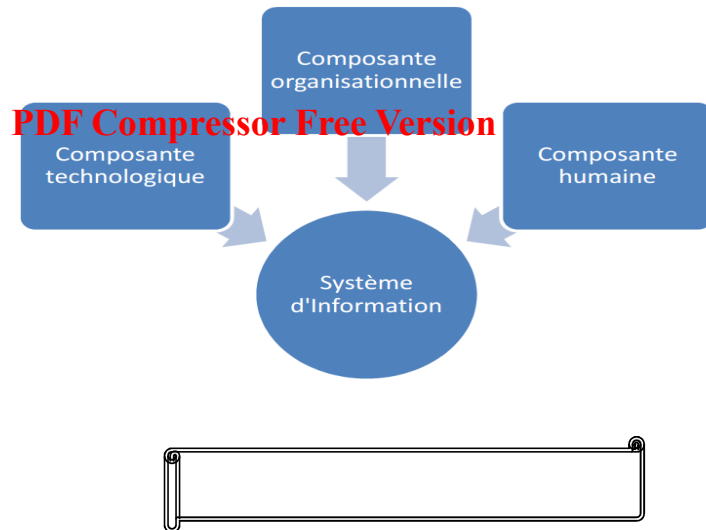 Composante
organisationnelle
PDF Compressor Free Version
Composante
technologique
Composante
humaine
Système
d'Information